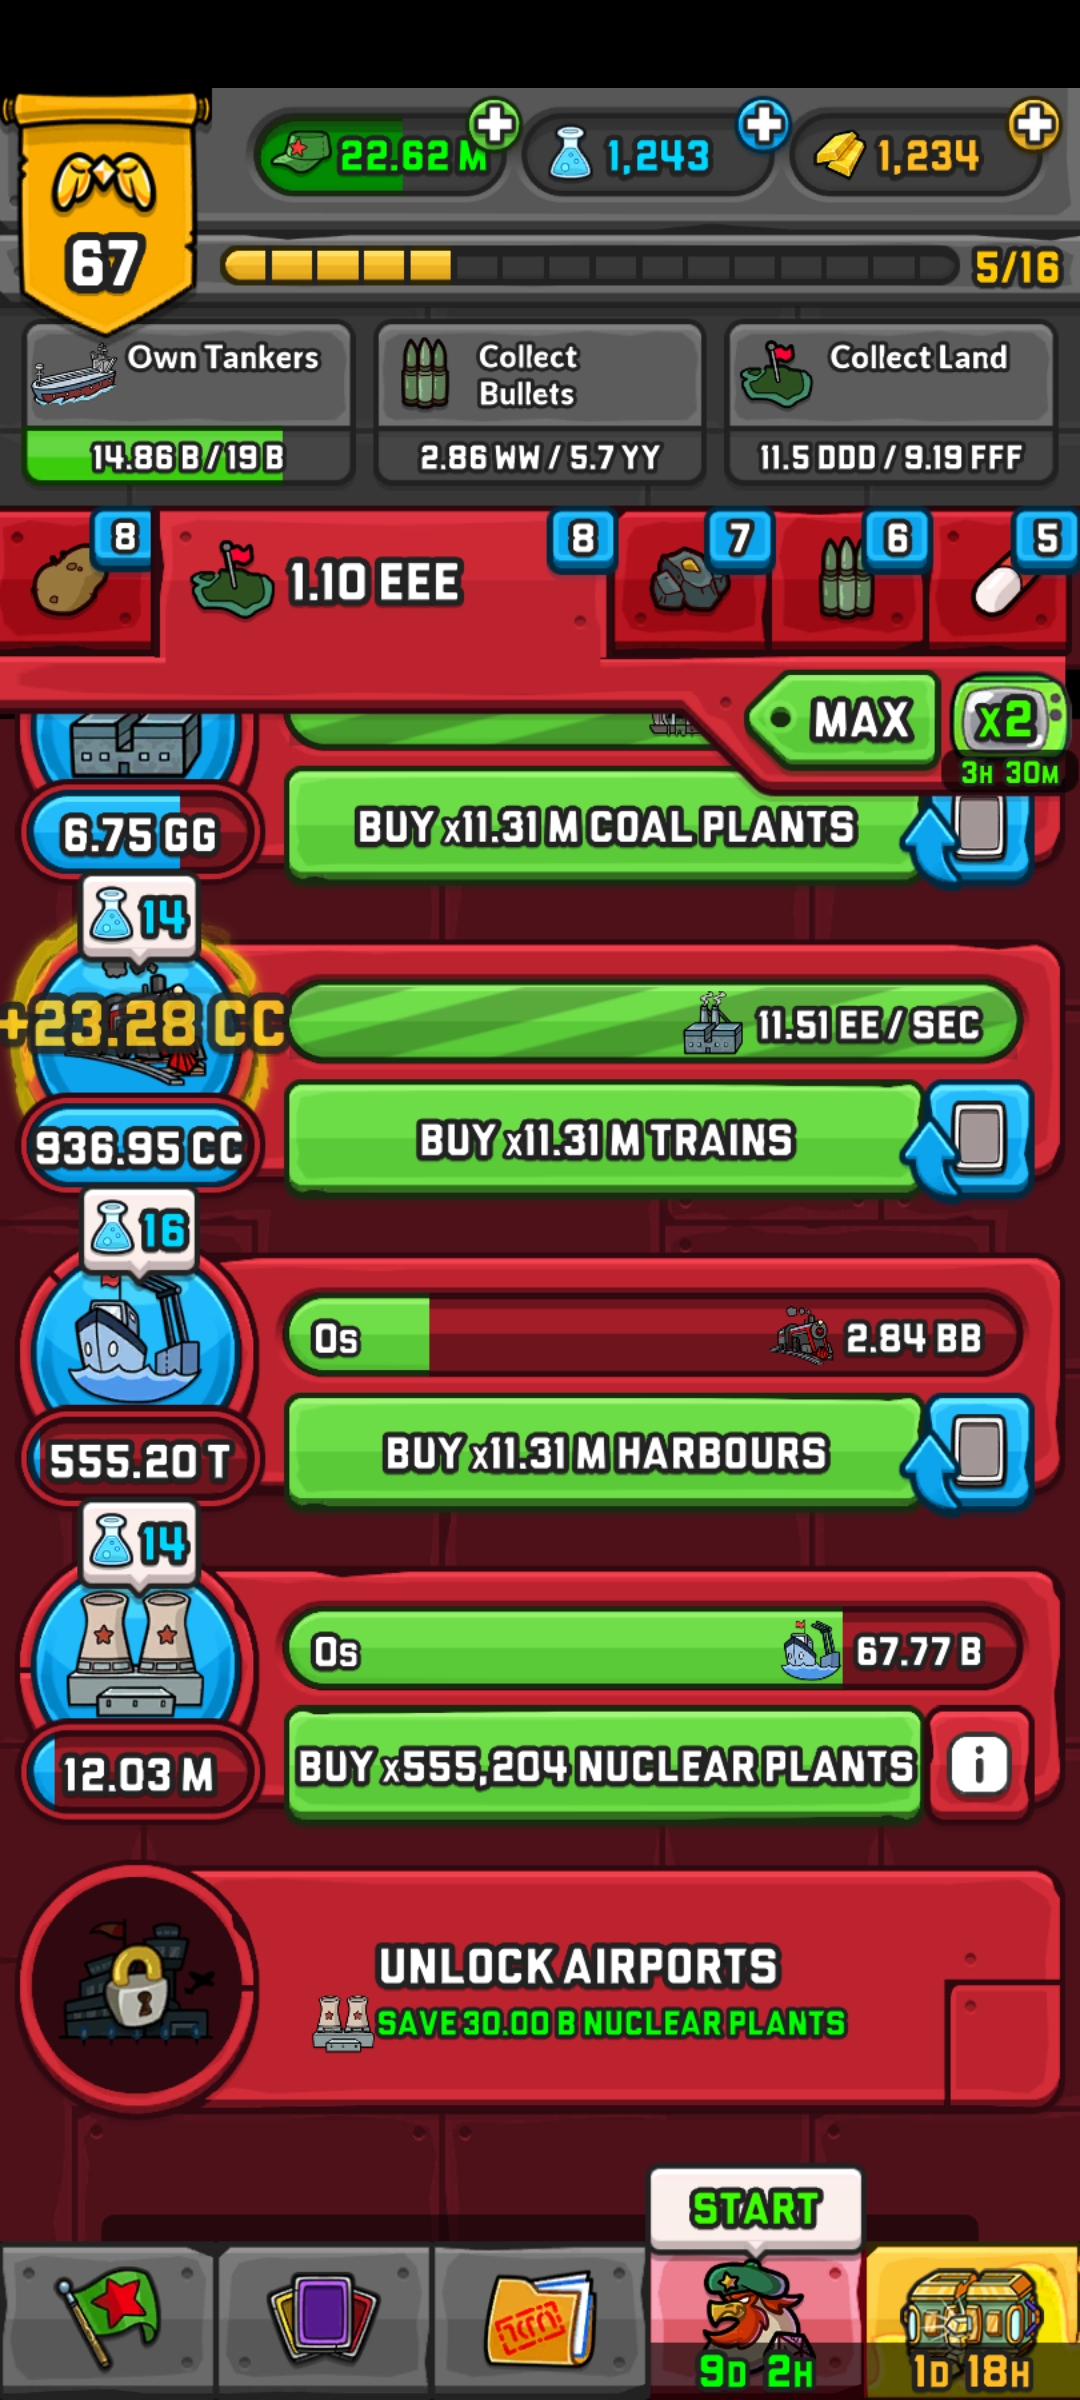 22.62 M
1,243
1,234
67
5/16
Own Tankers
14.86 B / 19 B
Collect
Bullets
2.86 WW / 5.7 YY
Collect Land
11.5 DDD / 9.19 FFF
8
1.10 EEE
8
7
6
5
MAX
x2
3H 30M
6.75 GG
BUY x11.31 M COAL PLANTS
14
+23.28 CC
11.51 EE / SEC
936.95 CC
BUY x11.31 M TRAINS
16
0s
2.84 BB
555.20 T
BUY x11.31 M HARBOURS
14
0s
67.77 B
12.03 M
BUY x555,204 NUCLEAR PLANTS
i
UNLOCK AIRPORTS
SAVE 30.00 B NUCLEAR PLANTS
START
9D 2H
1D 18H